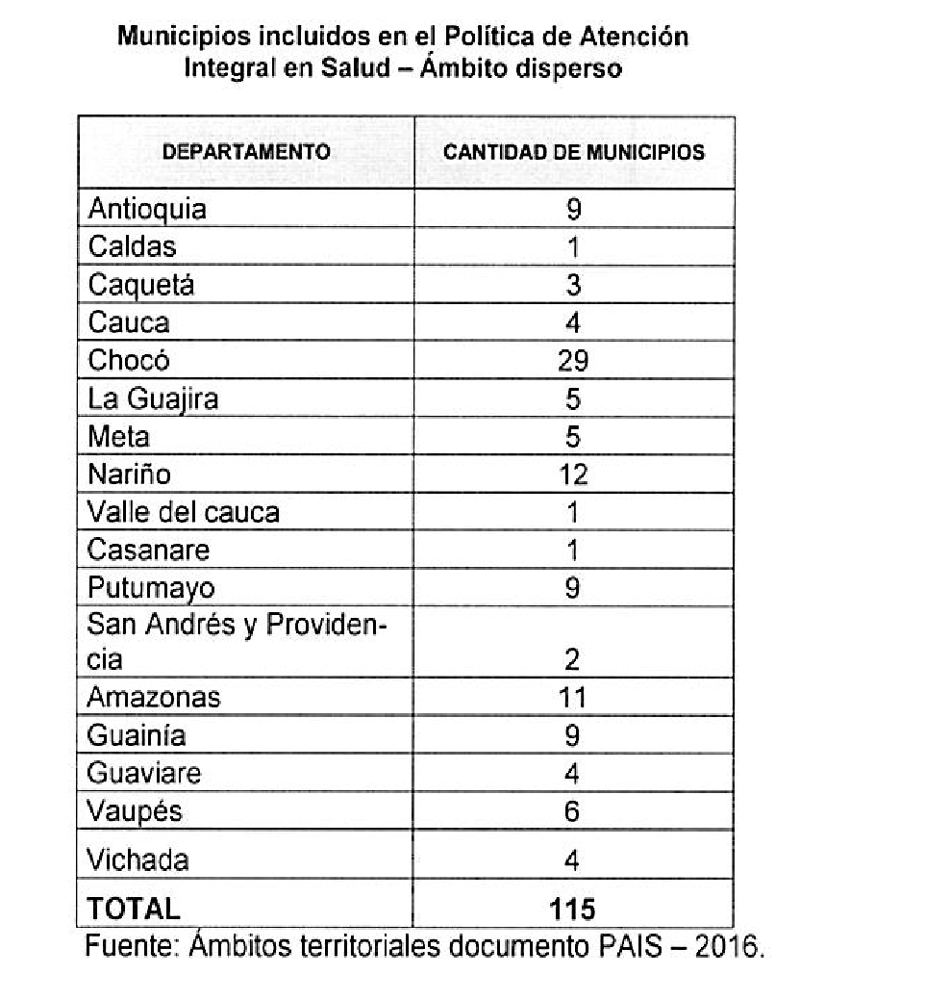 Municipios incluidos en el Política de Atención
Integral en Salud – Ámbito disperso
DEPARTAMENTO CANTIDAD DE MUNICIPIOS
Antioquia 9
Caldas 1
Caquetá 3
Cauca 4
Chocó 29
La Guajira 5
Meta 5
Nariño 12
Valle del cauca 1
Casanare 1
Putumayo 9
San Andrés y Providen-
cia 2
Amazonas 11
Guainía 9
Guaviare 4
Vaupés 6
Vichada 4
TOTAL 115
Fuente: Ámbitos territoriales documento PAIS – 2016.